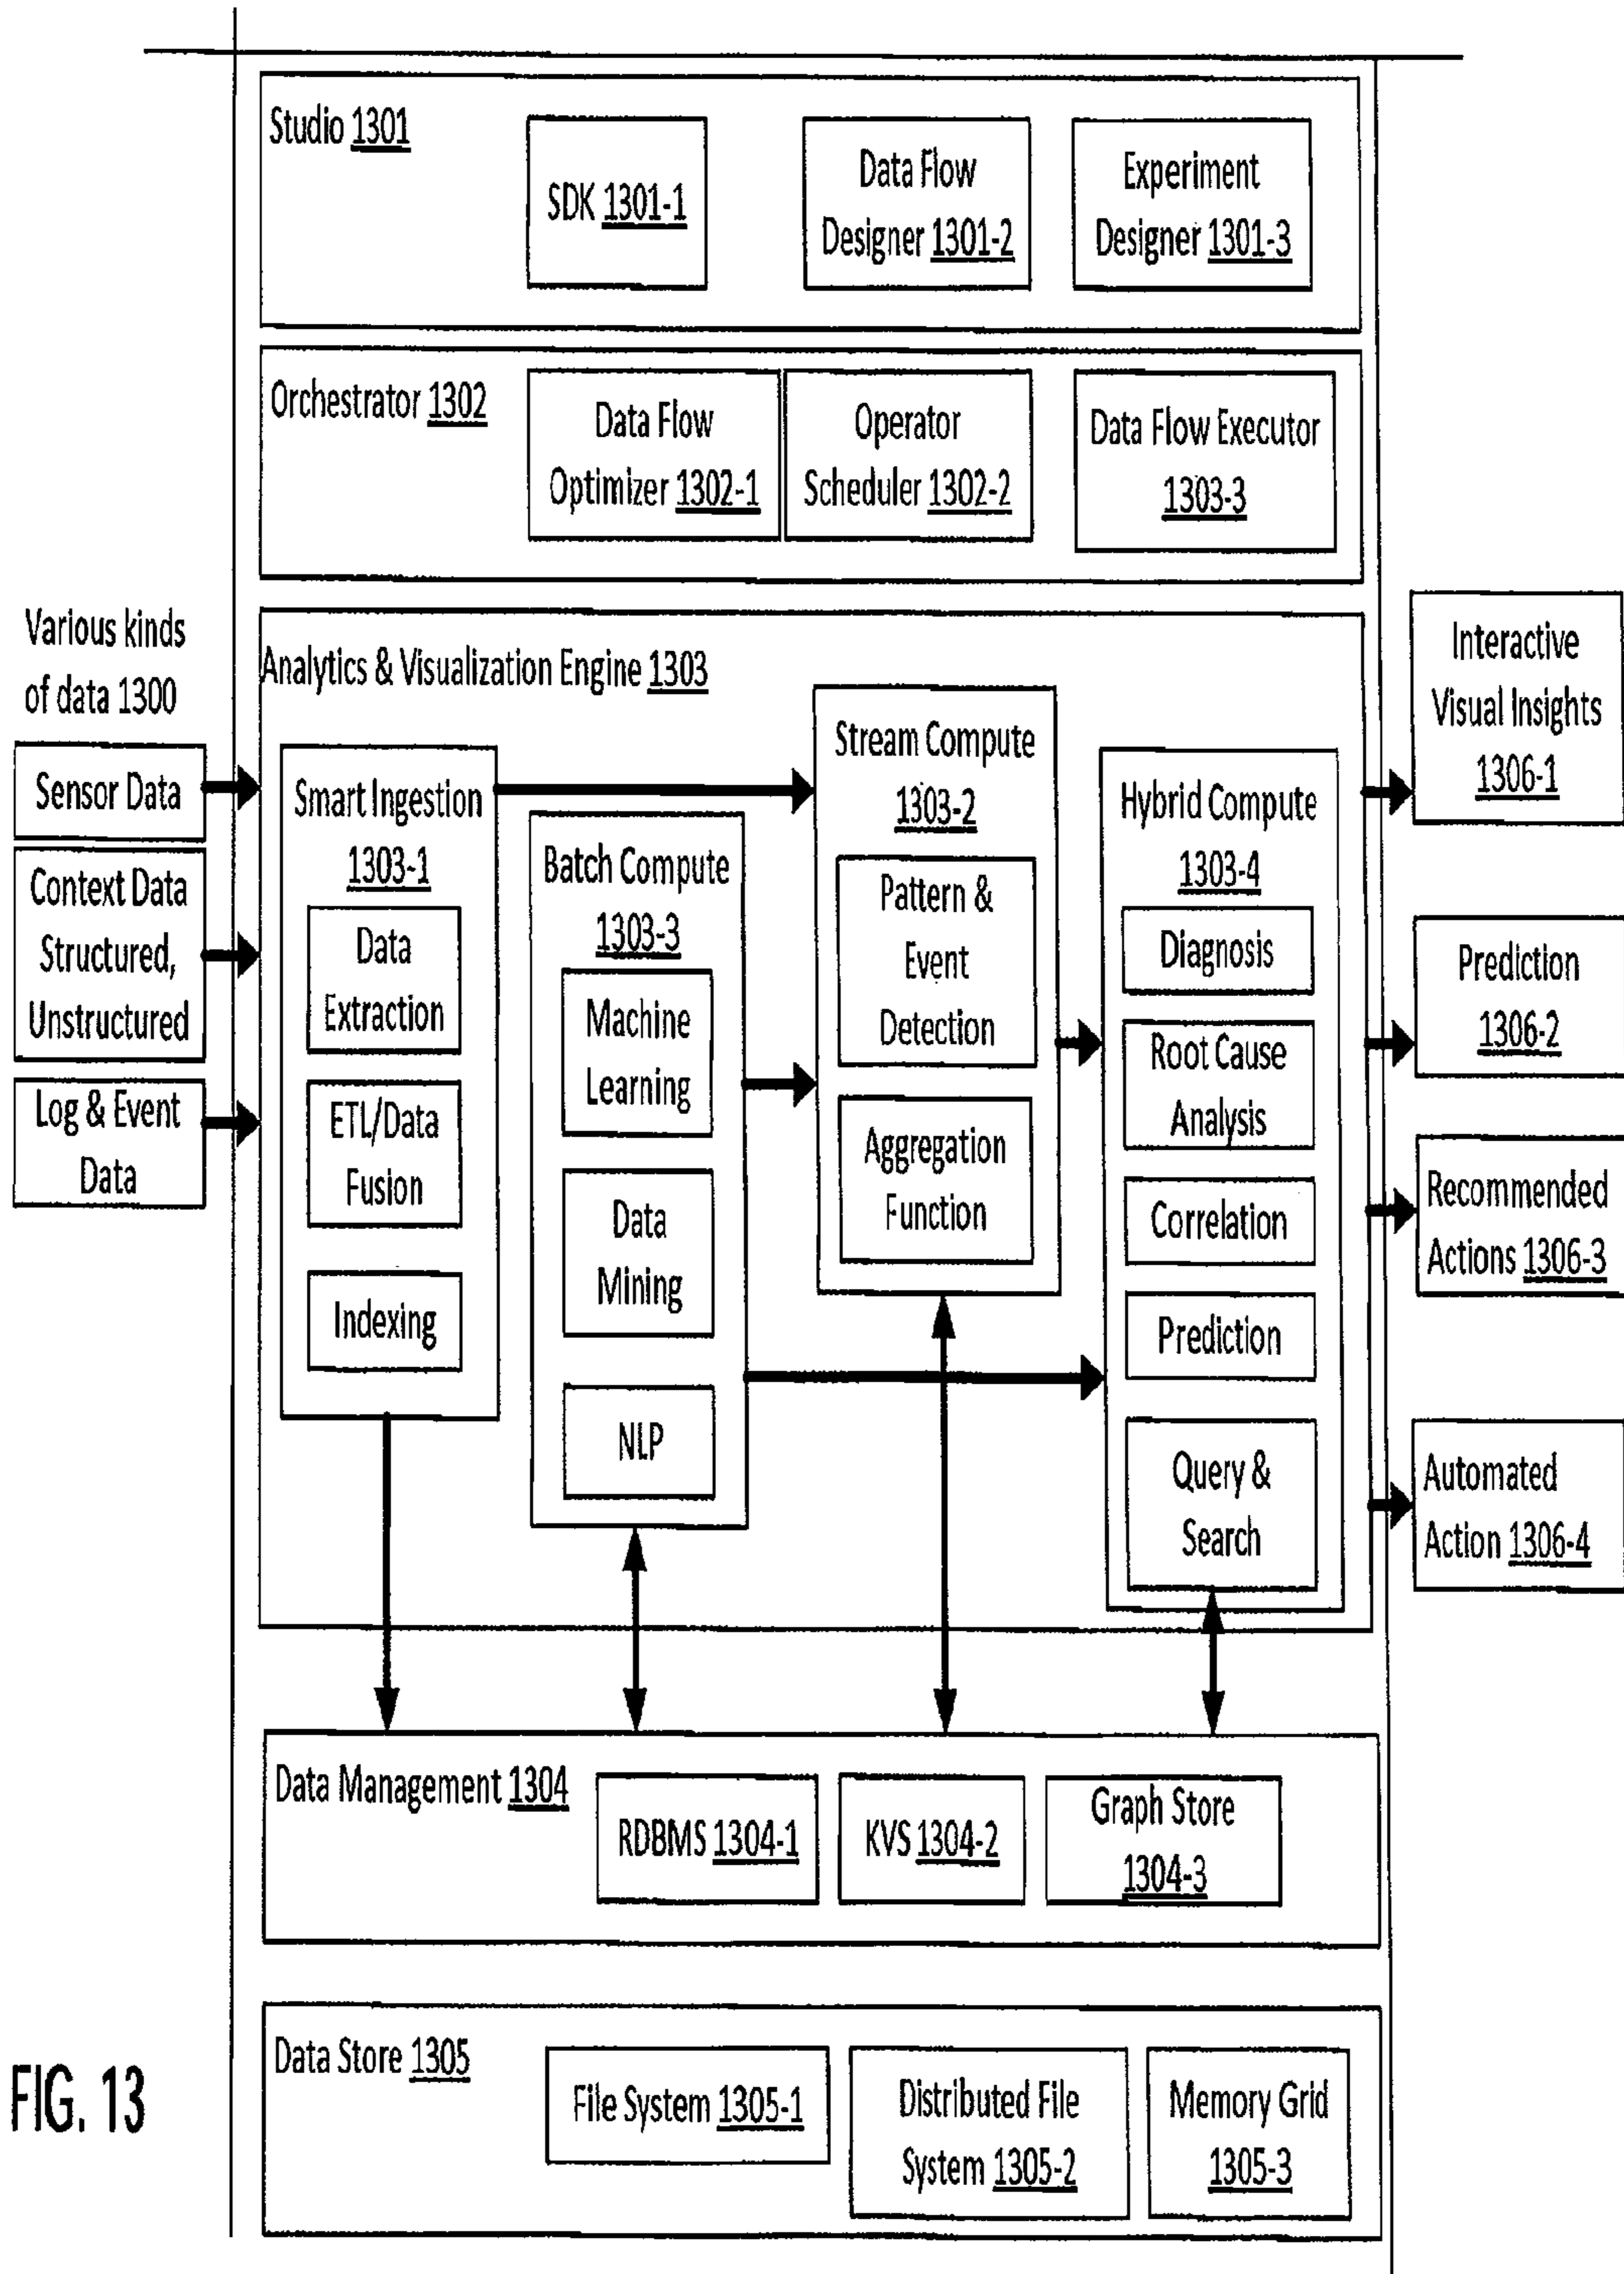 Studio 1301
SDK 1301-1
Data Flow
Designer 1301-2
Experiment
Designer 1301-3
Orchestrator 1302
Data Flow
Optimizer 1302-1
Operator
Scheduler 1302-2
Data Flow Executor
1303-3
Various kinds
of data 1300
Sensor Data
Context Data
Structured,
Unstructured
Log & Event
Data
Analytics & Visualization Engine 1303
Smart Ingestion
1303-1
Data
Extraction
ETL/Data
Fusion
Indexing
Batch Compute
1303-3
Machine
Learning
Data
Mining
NLP
Stream Compute
1303-2
Pattern &
Event
Detection
Aggregation
Function
Hybrid Compute
1303-4
Diagnosis
Root Cause
Analysis
Correlation
Prediction
Query &
Search
Interactive
Visual Insights
1306-1
Prediction
1306-2
Recommended
Actions 1306-3
Automated
Action 1306-4
Data Management 1304
RDBMS 1304-1
KVS 1304-2
Graph Store
1304-3
Data Store 1305
File System 1305-1
Distributed File
System 1305-2
Memory Grid
1305-3
FIG. 13